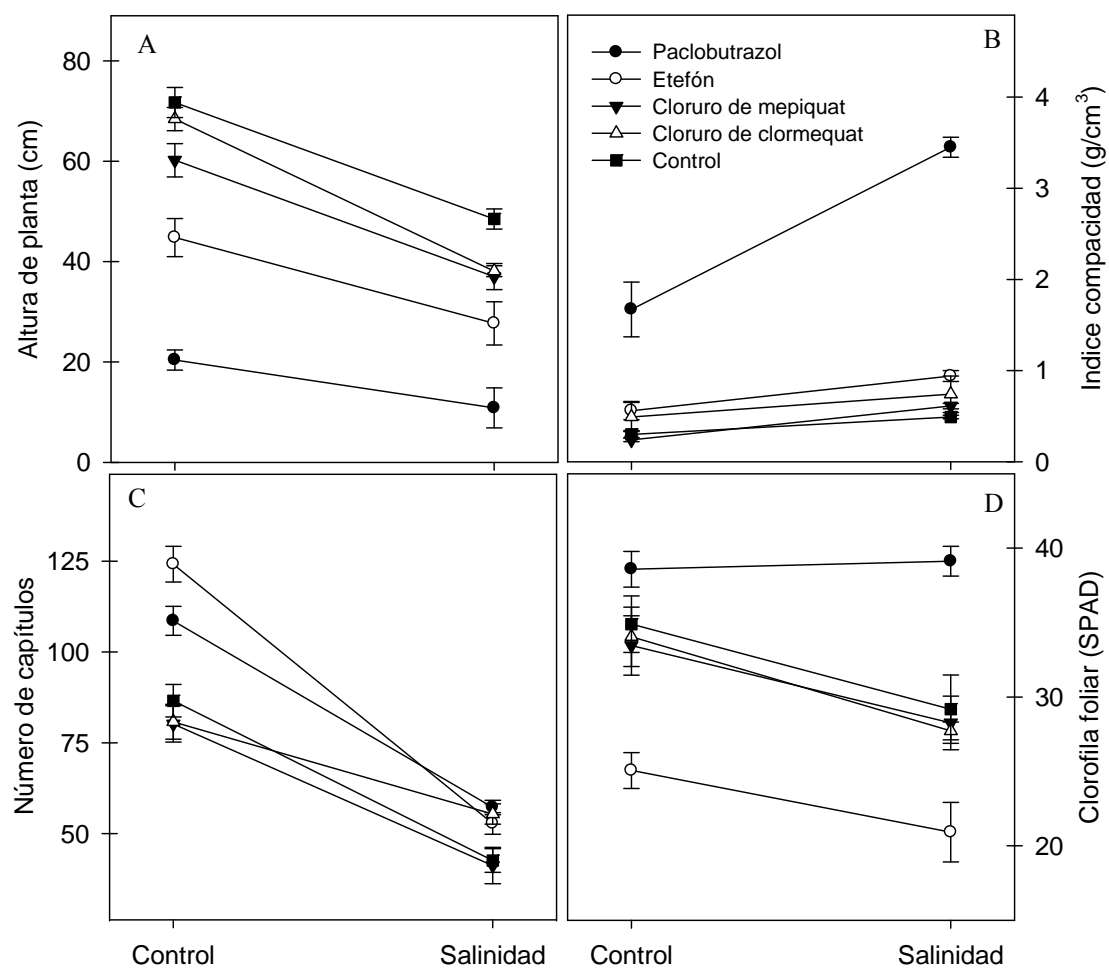 A
80
60
40
20
0
Altura de planta (cm)
B
Paclobutrazol
Etefón
Cloruro de mepiquat
Cloruro de clormequat
Control
4
3
2
1
0
Indice compacidad (g/cm³)
C
125
100
75
50
Número de capítulos
Control
Salinidad
D
40
30
20
Clorofila foliar (SPAD)
Control
Salinidad